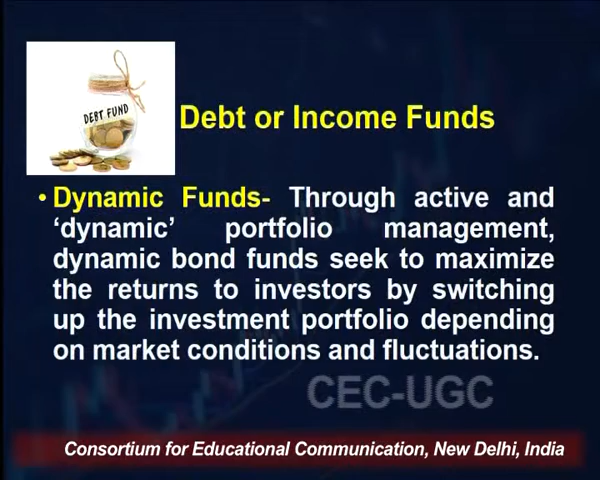 DEBT FUND
Debt or Income Funds
• Dynamic Funds- Through active and
‘dynamic’ portfolio management,
dynamic bond funds seek to maximize
the returns to investors by switching
up the investment portfolio depending
on market conditions and fluctuations.
CEC-UGC
Consortium for Educational Communication, New Delhi, India